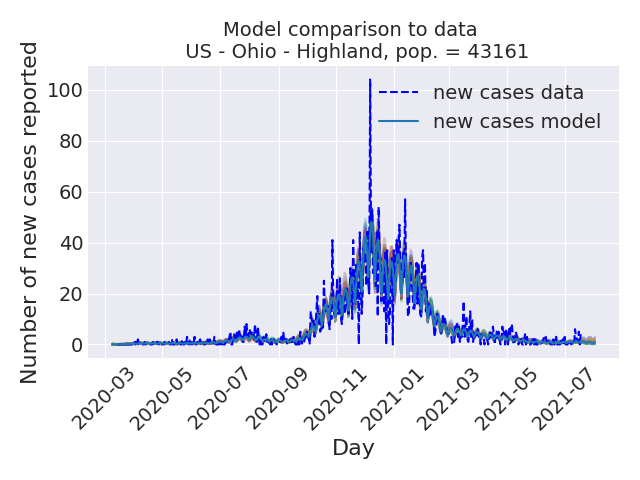 Model comparison to data
US - Ohio - Highland, pop. = 43161
Number of new cases reported
100
80
60
40
20
0
new cases data
new cases model
2020-03
2020-05
2020-07
2020-09
2020-11
2021-01
2021-03
2021-05
2021-07
Day